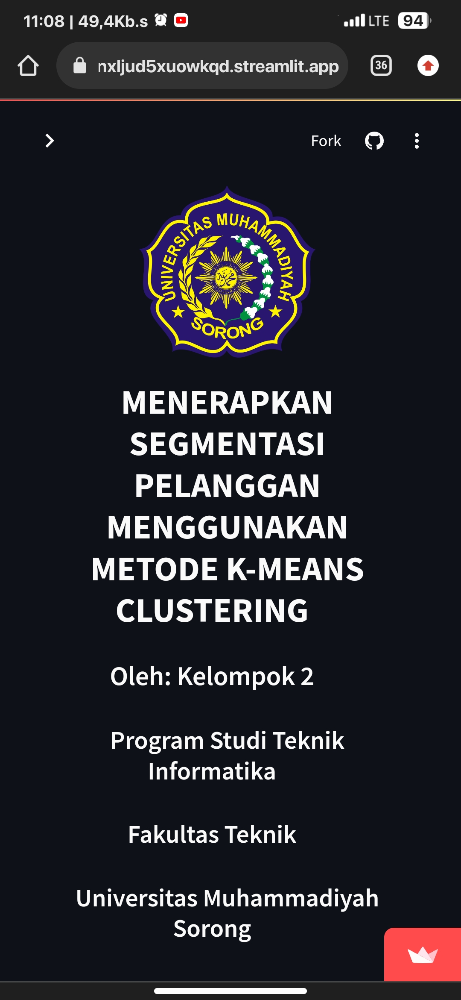 11:08 | 49,4Kb.s
LTE 94
nxljud5xuowkqd.streamlit.app
36
Fork
UNIVERSITAS MUHAMMADIYAH
SORONG
MENERAPKAN
SEGMENTASI
PELANGGAN
MENGGUNAKAN
METODE K-MEANS
CLUSTERING
Oleh: Kelompok 2
Program Studi Teknik
Informatika
Fakultas Teknik
Universitas Muhammadiyah
Sorong